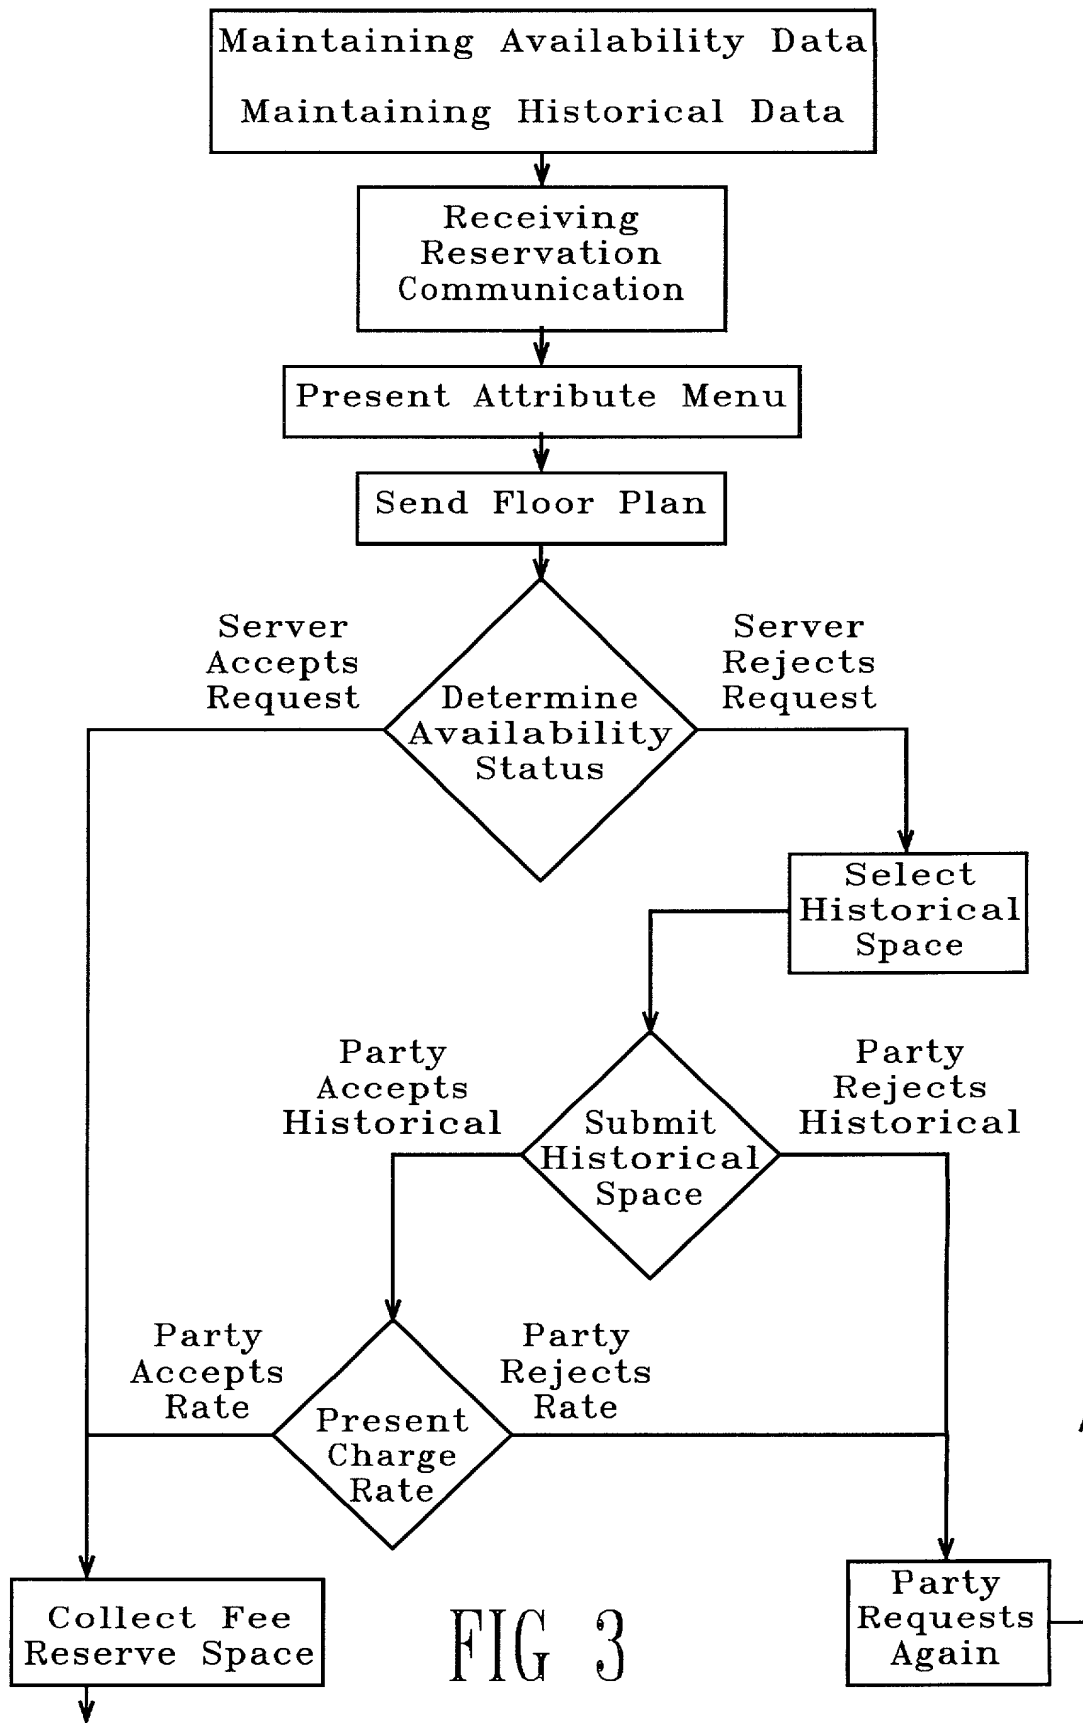 Maintaining Availability Data
Maintaining Historical Data
Receiving
Reservation
Communication
Present Attribute Menu
Send Floor Plan
Server
Accepts
Request
Server
Rejects
Request
Determine
Availability
Status
Select
Historical
Space
Party
Accepts
Historical
Party
Rejects
Historical
Submit
Historical
Space
Party
Accepts
Rate
Party
Rejects
Rate
Present
Charge
Rate
Collect Fee
Reserve Space
Party
Requests
Again
FIG 3